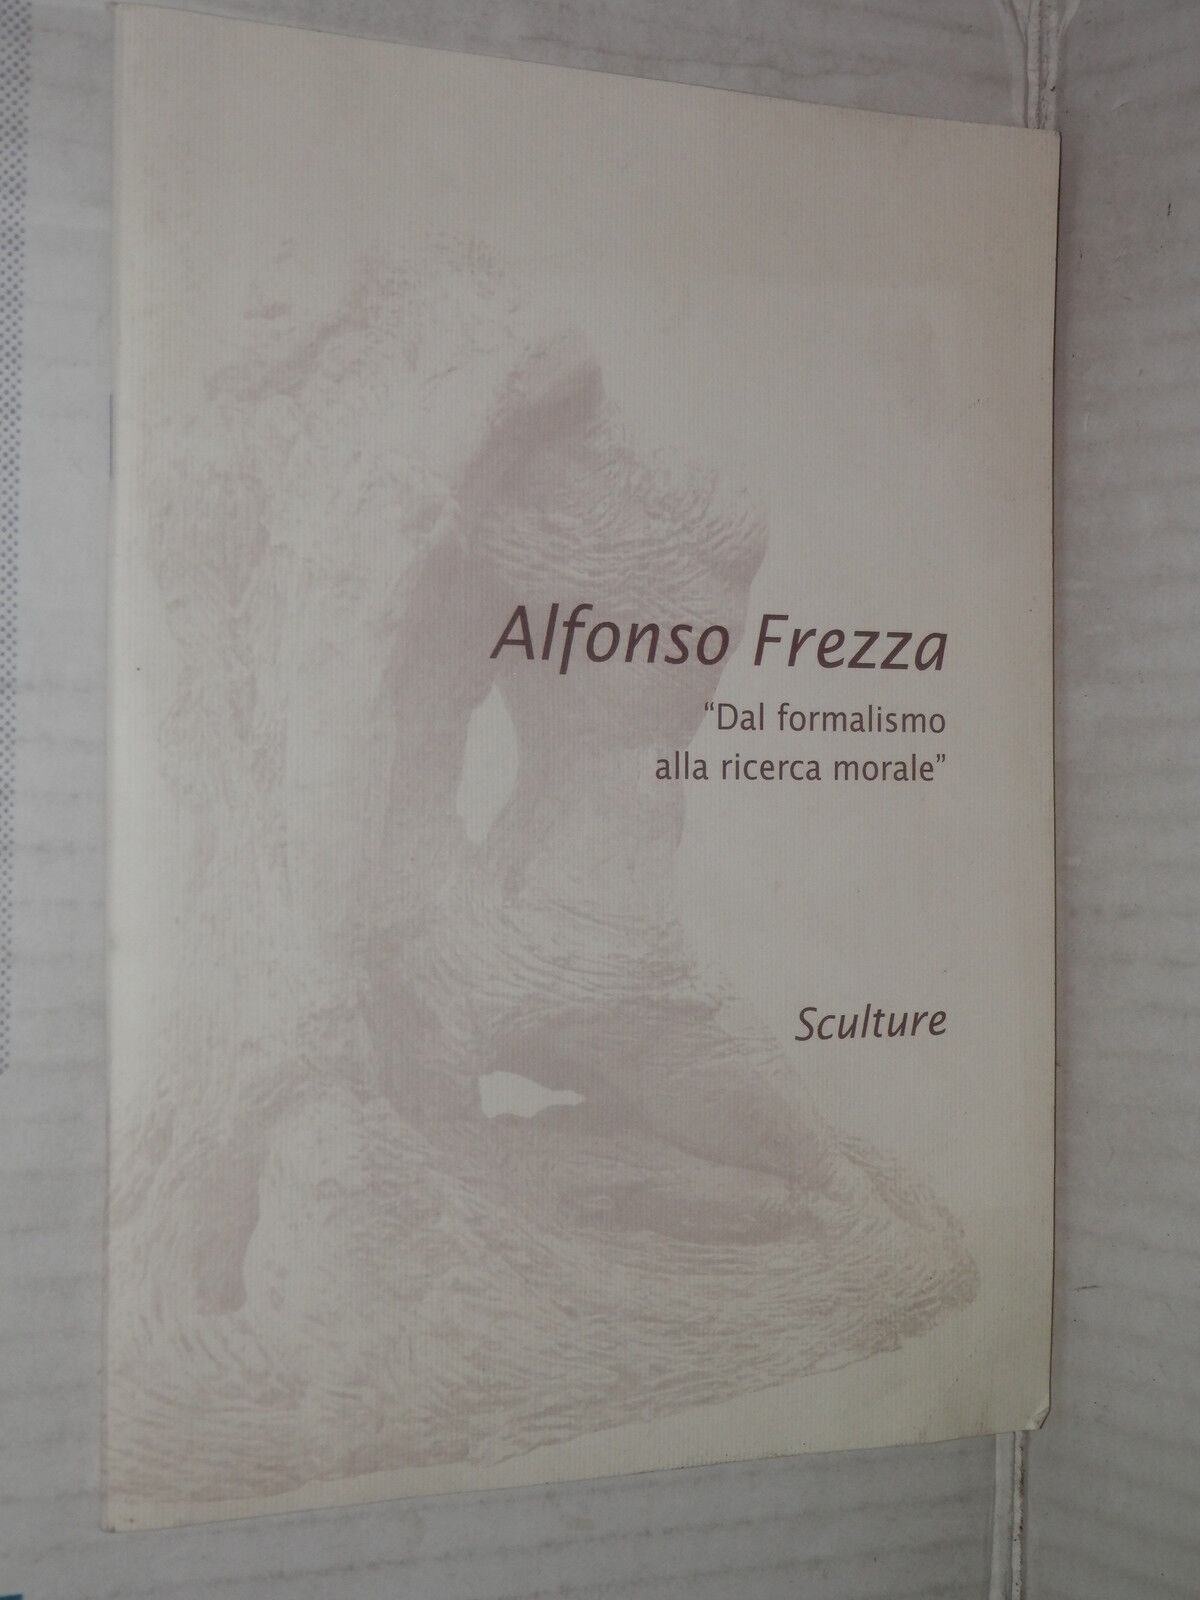 Alfonso Frezza
“Dal formalismo
alla ricerca morale”
Sculture